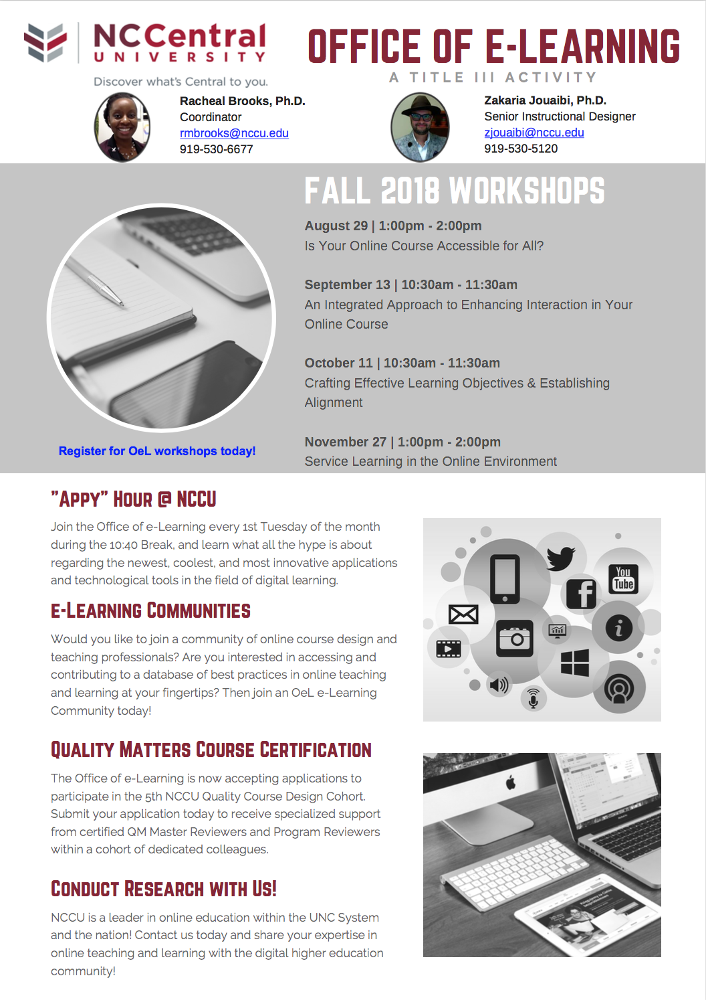 NCCentral
UNIVERSITY
Discover what's Central to you.
OFFICE OF E-LEARNING
A TITLE III ACTIVITY
Racheal Brooks, Ph.D.
Coordinator
rmbrooks@nccu.edu
919-530-6677
Zakaria Jouaibi, Ph.D.
Senior Instructional Designer
zjouaibi@nccu.edu
919-530-5120
FALL 2018 WORKSHOPS
August 29 | 1:00pm - 2:00pm
Is Your Online Course Accessible for All?
September 13 | 10:30am - 11:30am
An Integrated Approach to Enhancing Interaction in Your
Online Course
October 11 | 10:30am - 11:30am
Crafting Effective Learning Objectives & Establishing
Alignment
November 27 | 1:00pm - 2:00pm
Service Learning in the Online Environment
Register for OeL workshops today!
"APPY" HOUR @ NCCU
Join the Office of e-Learning every 1st Tuesday of the month
during the 10:40 Break, and learn what all the hype is about
regarding the newest, coolest, and most innovative applications
and technological tools in the field of digital learning.
E-LEARNING COMMUNITIES
Would you like to join a community of online course design and
teaching professionals? Are you interested in accessing and
contributing to a database of best practices in online teaching
and learning at your fingertips? Then join an OeL e-Learning
Community today!
QUALITY MATTERS COURSE CERTIFICATION
The Office of e-Learning is now accepting applications to
participate in the 5th NCCU Quality Course Design Cohort.
Submit your application today to receive specialized support
from certified QM Master Reviewers and Program Reviewers
within a cohort of dedicated colleagues.
CONDUCT RESEARCH WITH US!
NCCU is a leader in online education within the UNC System
and the nation! Contact us today and share your expertise in
online teaching and learning with the digital higher education
community!
You
Tube
f
i